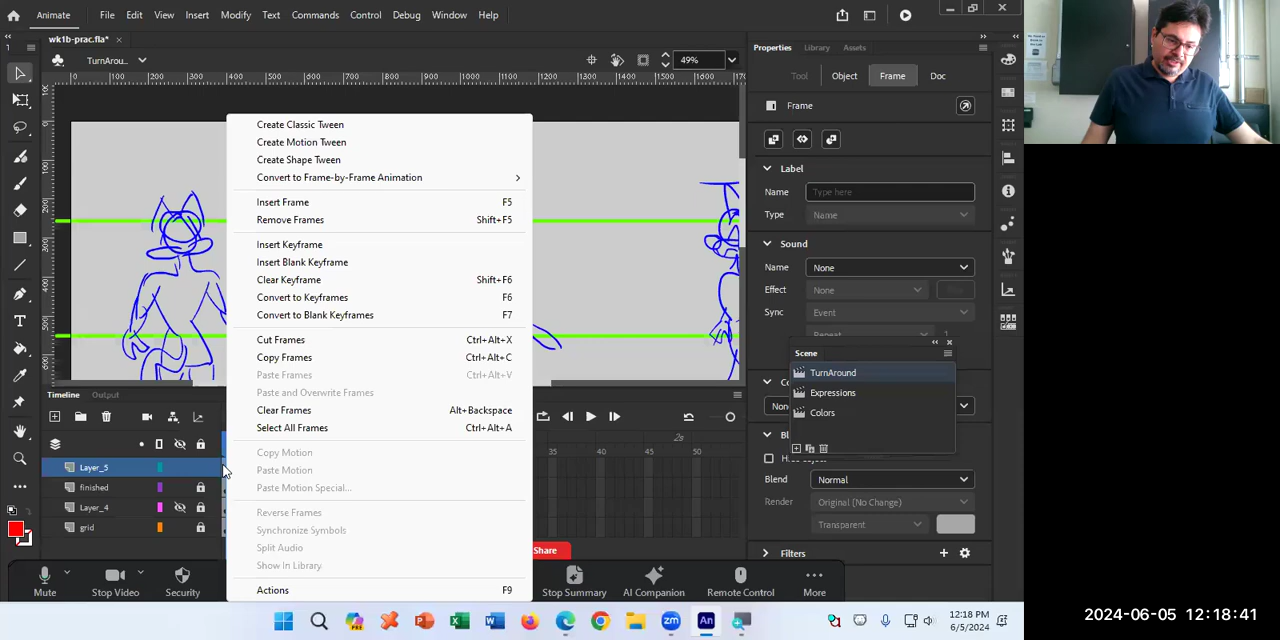 Animate
File
Edit
View
Insert
Modify
Text
Commands
Control
Debug
Window
Help
wk1b-prac.fla*
TurnArou...
49%
Create Classic Tween
Create Motion Tween
Create Shape Tween
Convert to Frame-by-Frame Animation
Insert Frame F5
Remove Frames Shift+F5
Insert Keyframe
Insert Blank Keyframe
Clear Keyframe Shift+F6
Convert to Keyframes F6
Convert to Blank Keyframes F7
Cut Frames Ctrl+Alt+X
Copy Frames Ctrl+Alt+C
Paste Frames Ctrl+Alt+V
Paste and Overwrite Frames
Clear Frames Alt+Backspace
Select All Frames Ctrl+Alt+A
Copy Motion
Paste Motion
Paste Motion Special...
Reverse Frames
Synchronize Symbols
Split Audio
Show In Library
Actions F9
Properties
Library
Assets
Tool
Object
Frame
Doc
Frame
Label
Name Type here
Type Name
Sound
Name None
Effect None
Sync Event
Repeat 1
Scene
TurnAround
Expressions
Colors
Blend Normal
Render Original (No Change)
Transparent
Filters
Timeline
Output
2s
35 40 45 50
Layer_5
finished
Layer_4
grid
Share
Mute
Stop Video
Security
Stop Summary
AI Companion
Remote Control
More
12:18 PM
6/5/2024
2024-06-05 12:18:41